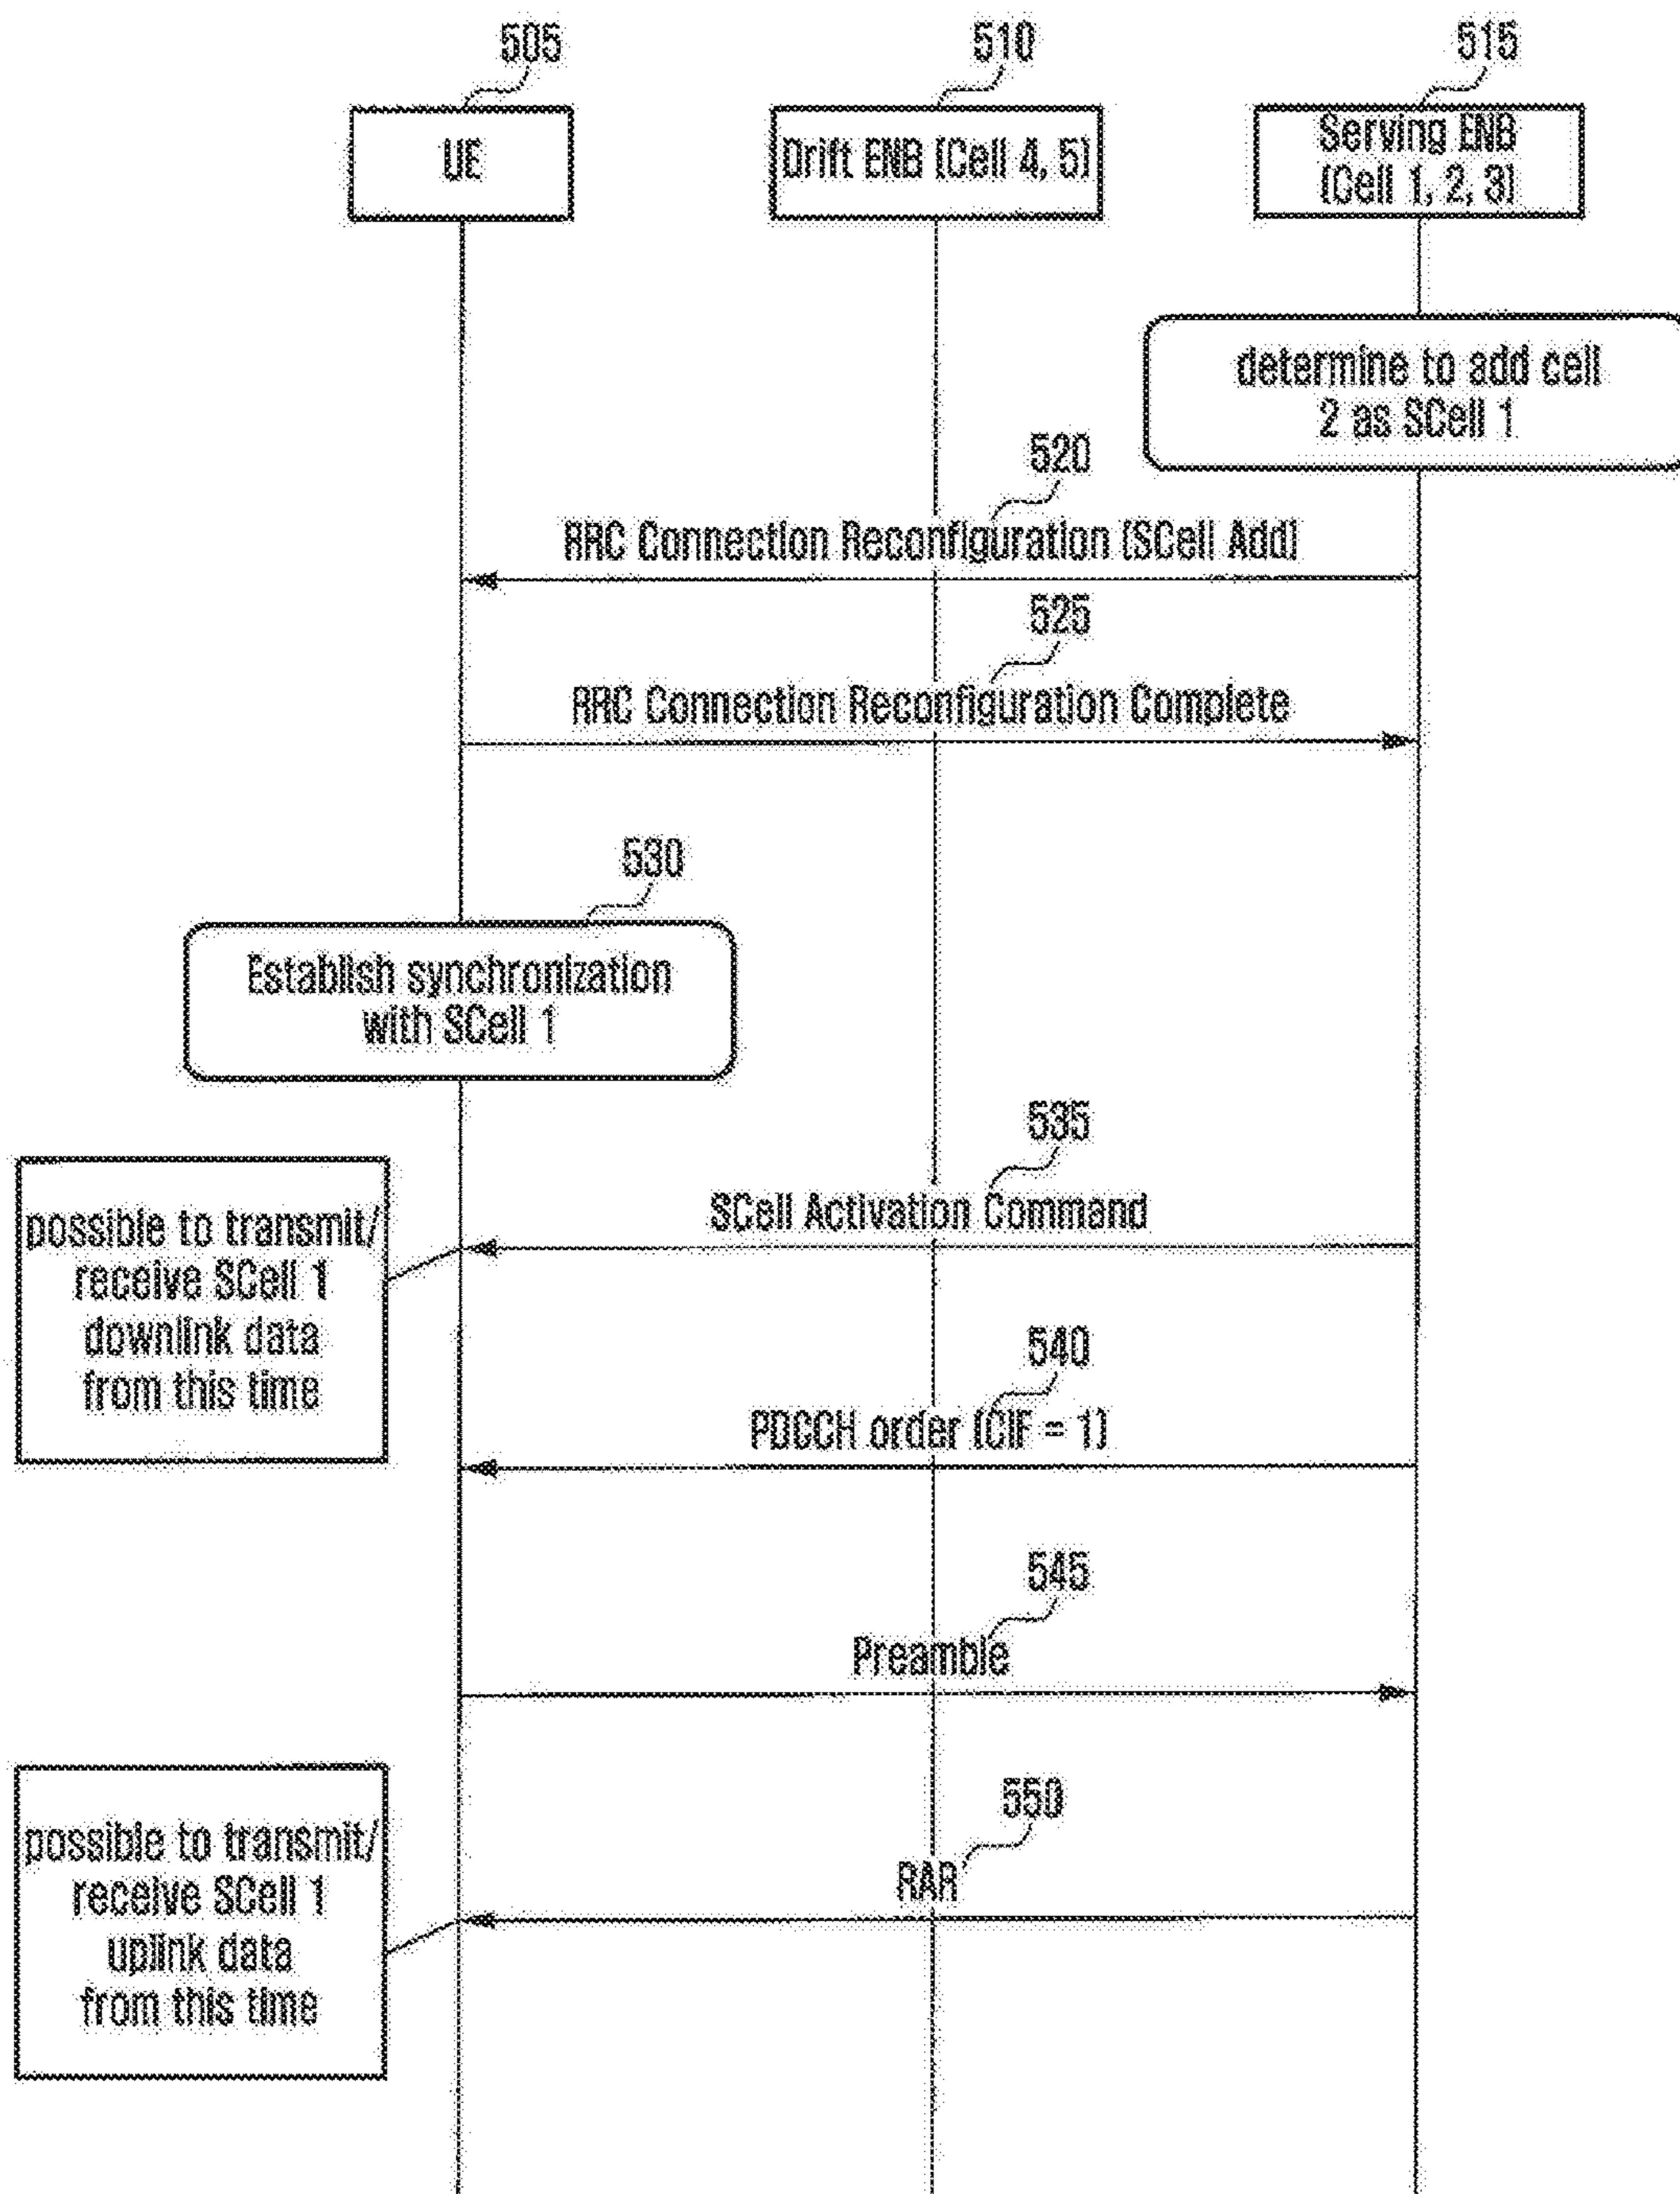 505
510
515
UE
Drift ENB (Cell 4, 5)
Serving ENB
(Cell 1, 2, 3)
determine to add cell
2 as SCell 1
520
RRC Connection Reconfiguration (SCell Add)
525
RRC Connection Reconfiguration Complete
530
Establish synchronization
with SCell 1
535
SCell Activation Command
possible to transmit/
receive SCell 1
downlink data
from this time
540
PDCCH order (CIF = 1)
545
Preamble
550
RAR
possible to transmit/
receive SCell 1
uplink data
from this time